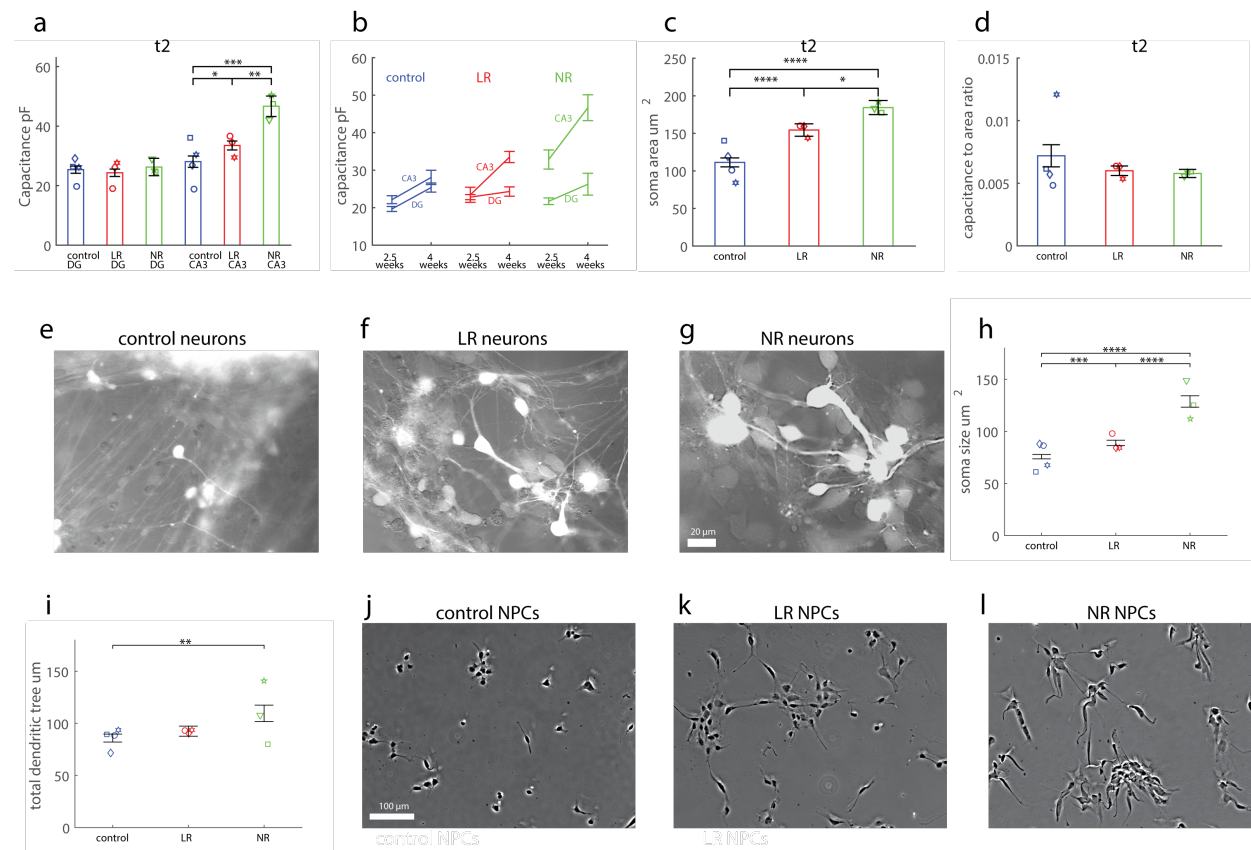 a
t2
Capacitance pF
60
40
20
0
***
*
**
control DG
LR DG
NR DG
control CA3
LR CA3
NR CA3
b
capacitance pF
60
50
40
30
20
10
control
LR
NR
CA3
DG
CA3
DG
CA3
DG
2.5 weeks
4 weeks
2.5 weeks
4 weeks
2.5 weeks
4 weeks
c
t2
soma area um 2
250
200
150
100
50
0
****
****
*
control
LR
NR
d
t2
capacitance to area ratio
0.015
0.01
0.005
0
control
LR
NR
e
control neurons
f
LR neurons
g
NR neurons
20 µm
h
soma size um 2
150
100
50
0
****
***
****
control
LR
NR
i
total dendritic tree um
150
100
50
0
**
control
LR
NR
j
control NPCs
100 µm
control NPCs
k
LR NPCs
LR NPCs
l
NR NPCs